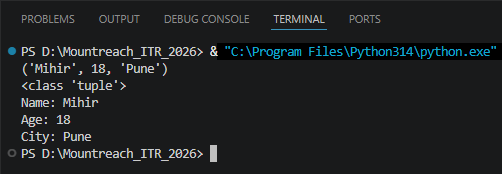 PROBLEMS OUTPUT DEBUG CONSOLE TERMINAL PORTS
PS D:\Mountreach_ITR_2026> & "C:\Program Files\Python314\python.exe"
('Mihir', 18, 'Pune')
<class 'tuple'>
Name: Mihir
Age: 18
City: Pune
PS D:\Mountreach_ITR_2026>